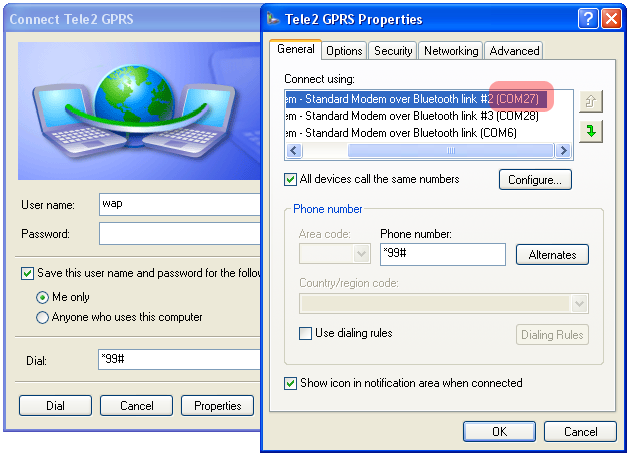 Connect Tele2 GPRS
User name:
wap
Password:
Save this user name and password for the follo
Me only
Anyone who uses this computer
Dial:
*99#
Dial
Cancel
Properties
Tele2 GPRS Properties
General
Options
Security
Networking
Advanced
Connect using:
em - Standard Modem over Bluetooth link #2 (COM27)
em - Standard Modem over Bluetooth link #3 (COM28)
em - Standard Modem over Bluetooth link (COM6)
All devices call the same numbers
Configure...
Phone number
Area code:
Phone number:
*99#
Alternates
Country/region code:
Use dialing rules
Dialing Rules
Show icon in notification area when connected
OK
Cancel